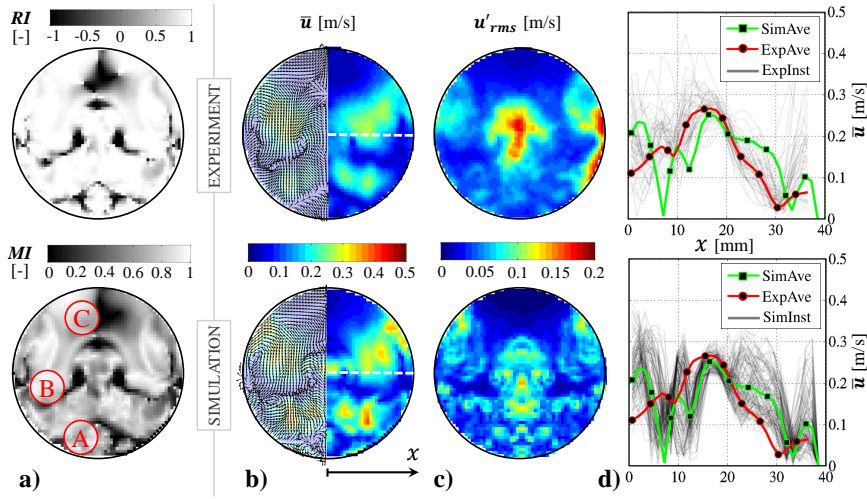 RI
[-]
-1 -0.5 0 0.5 1
EXPERIMENT
u̅ [m/s]
u'rms [m/s]
0.5
0.4
0.3
0.2
0.1
0
SimAve
ExpAve
ExpInst
u̅ [m/s]
0 10 20 30 40
x [mm]
MI
[-]
0 0.2 0.4 0.6 0.8 1
C
B
A
SIMULATION
0 0.1 0.2 0.3 0.4 0.5
0 0.05 0.1 0.15 0.2
x
0.5
0.4
0.3
0.2
0.1
0
SimAve
ExpAve
SimInst
u̅ [m/s]
0 10 20 30 40
a)
b)
c)
d)